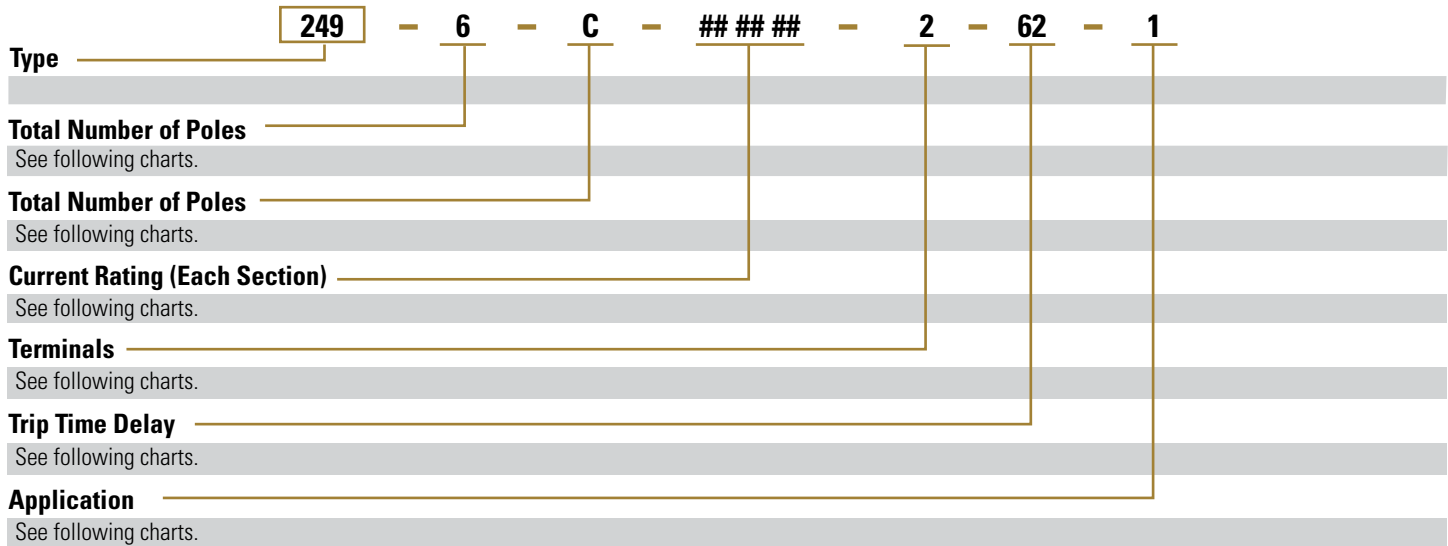 249 – 6 – C – ## ## ## – 2 – 62 – 1
Type
Total Number of Poles
See following charts.
Total Number of Poles
See following charts.
Current Rating (Each Section)
See following charts.
Terminals
See following charts.
Trip Time Delay
See following charts.
Application
See following charts.